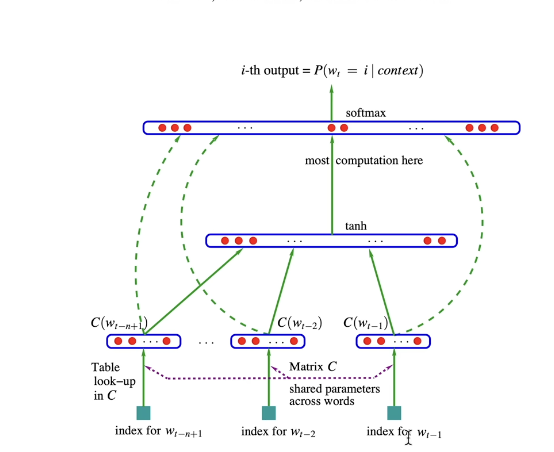 i-th output = P(w_t = i | context)
softmax
. . .
. . .
most computation here
tanh
. . .
. . .
C(w_{t−n+1})
C(w_{t−2})
C(w_{t−1})
. . .
. . .
. . .
. . .
Table
look−up
in C
Matrix C
shared parameters
across words
index for w_{t−n+1}
index for w_{t−2}
index for w_{t−1}